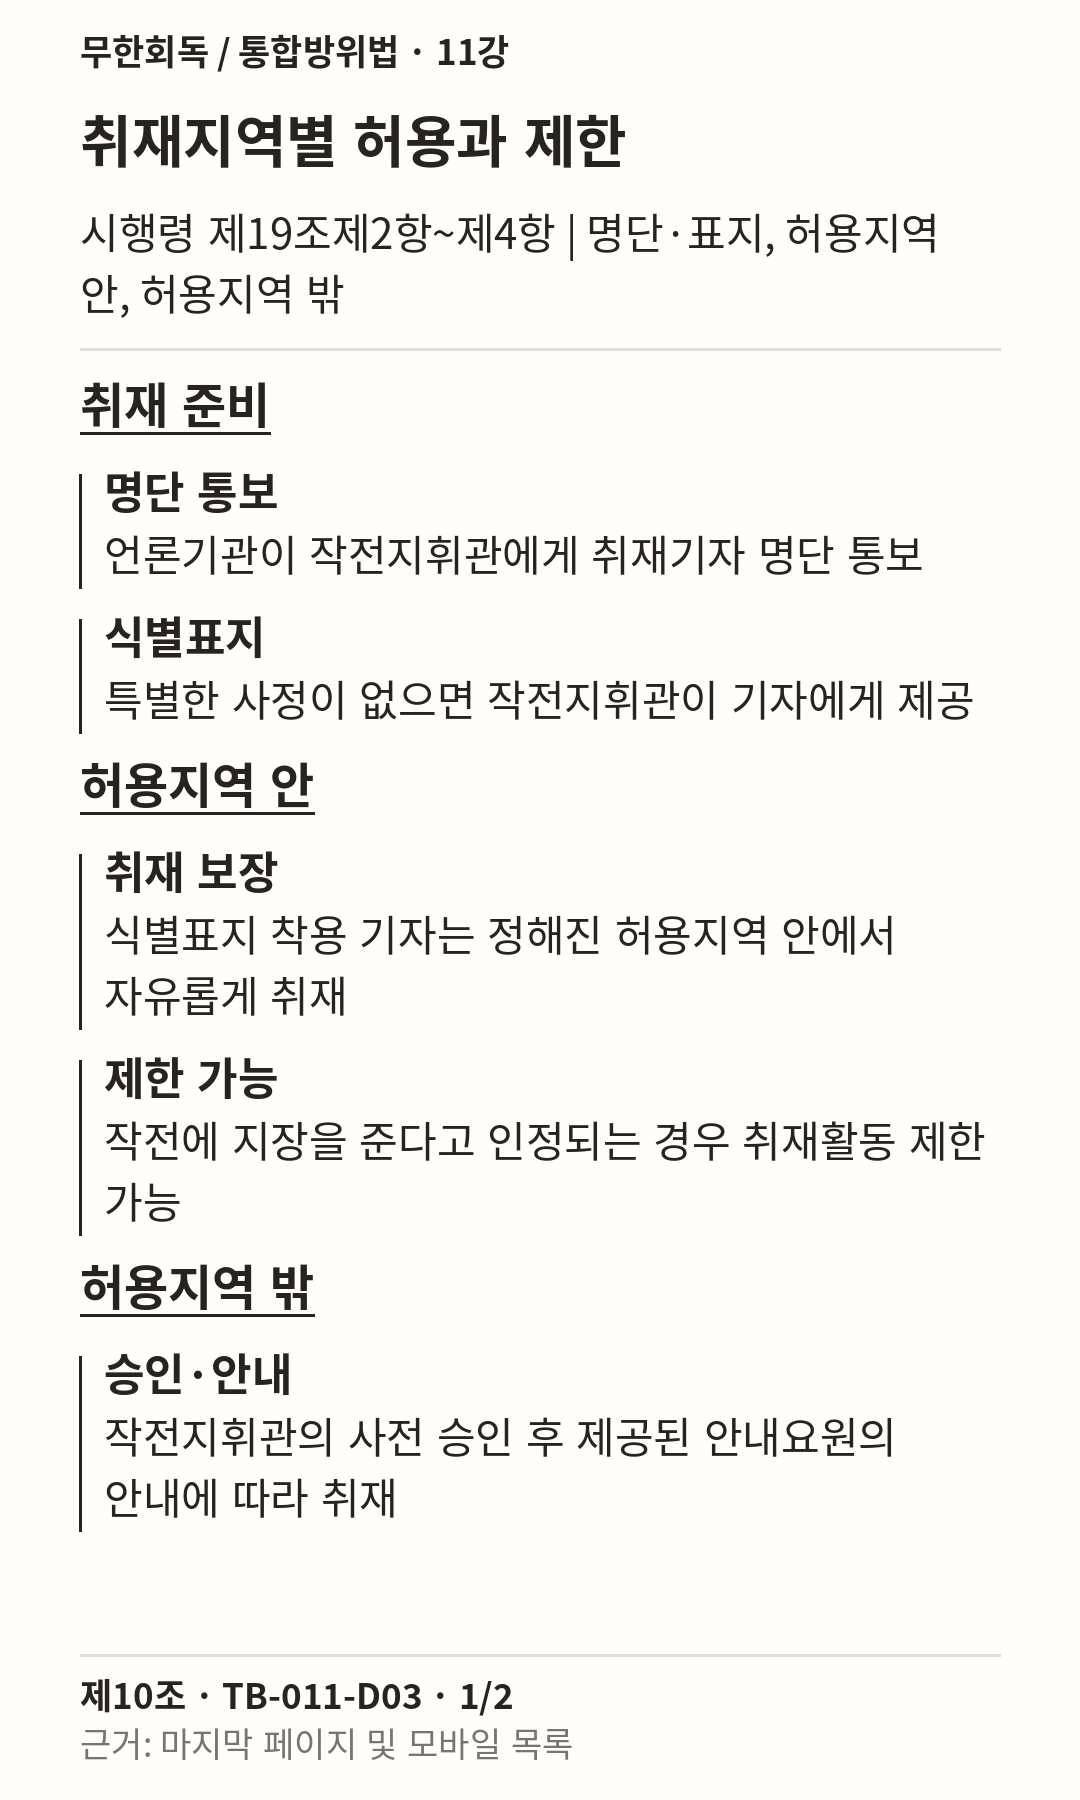 무한회독 / 통합방위법 · 11강
취재지역별 허용과 제한
시행령 제19조제2항~제4항 | 명단·표지, 허용지역
안, 허용지역 밖
취재 준비
명단 통보
언론기관이 작전지휘관에게 취재기자 명단 통보
식별표지
특별한 사정이 없으면 작전지휘관이 기자에게 제공
허용지역 안
취재 보장
식별표지 착용 기자는 정해진 허용지역 안에서
자유롭게 취재
제한 가능
작전에 지장을 준다고 인정되는 경우 취재활동 제한
가능
허용지역 밖
승인·안내
작전지휘관의 사전 승인 후 제공된 안내요원의
안내에 따라 취재
제10조 · TB-011-D03 · 1/2
근거: 마지막 페이지 및 모바일 목록